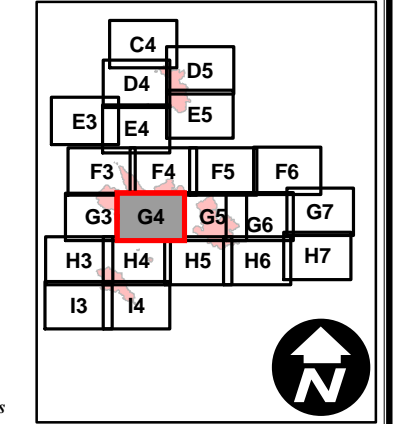 C4
D4 D5
E3 E4 E5
F3 F4 F5 F6
G3 G4 G5 G6 G7
H3 H4 H5 H6 H7
I3 I4
N
s